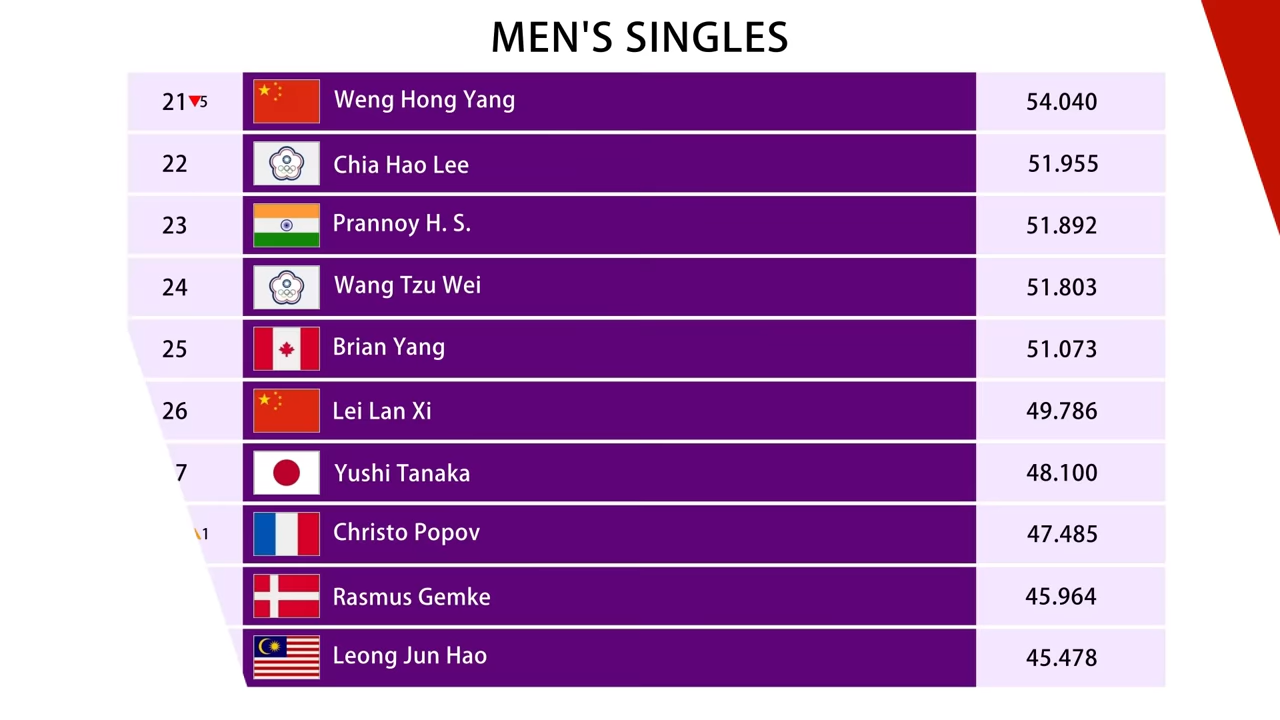 MEN'S SINGLES
21 ▼5 Weng Hong Yang 54.040
22 Chia Hao Lee 51.955
23 Prannoy H. S. 51.892
24 Wang Tzu Wei 51.803
25 Brian Yang 51.073
26 Lei Lan Xi 49.786
7 Yushi Tanaka 48.100
1 Christo Popov 47.485
Rasmus Gemke 45.964
Leong Jun Hao 45.478